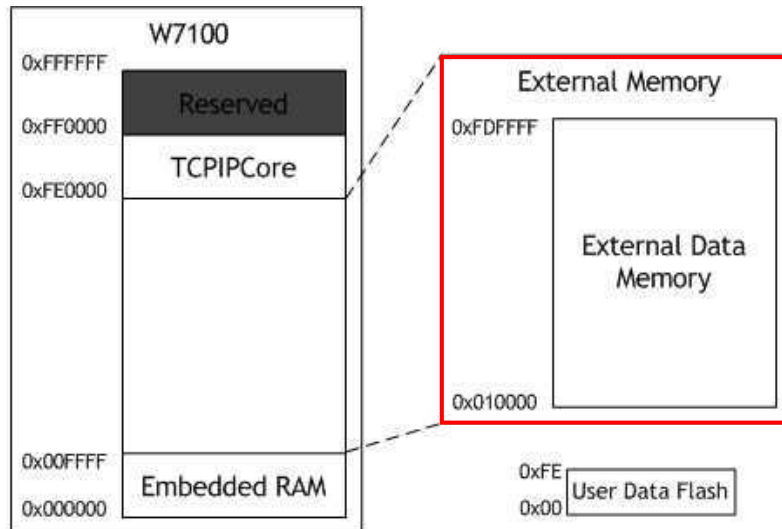 W7100
0xFFFFFF
Reserved
0xFF0000
TCPIPCore
0xFE0000
0x00FFFF
Embedded RAM
0x000000
External Memory
0xFDFFFF
External Data
Memory
0x010000
0xFE
User Data Flash
0x00